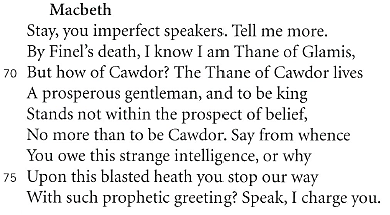 Macbeth
Stay, you imperfect speakers. Tell me more.
By Finel's death, I know I am Thane of Glamis,
70 But how of Cawdor? The Thane of Cawdor lives
A prosperous gentleman, and to be king
Stands not within the prospect of belief,
No more than to be Cawdor. Say from whence
You owe this strange intelligence, or why
75 Upon this blasted heath you stop our way
With such prophetic greeting? Speak, I charge you.